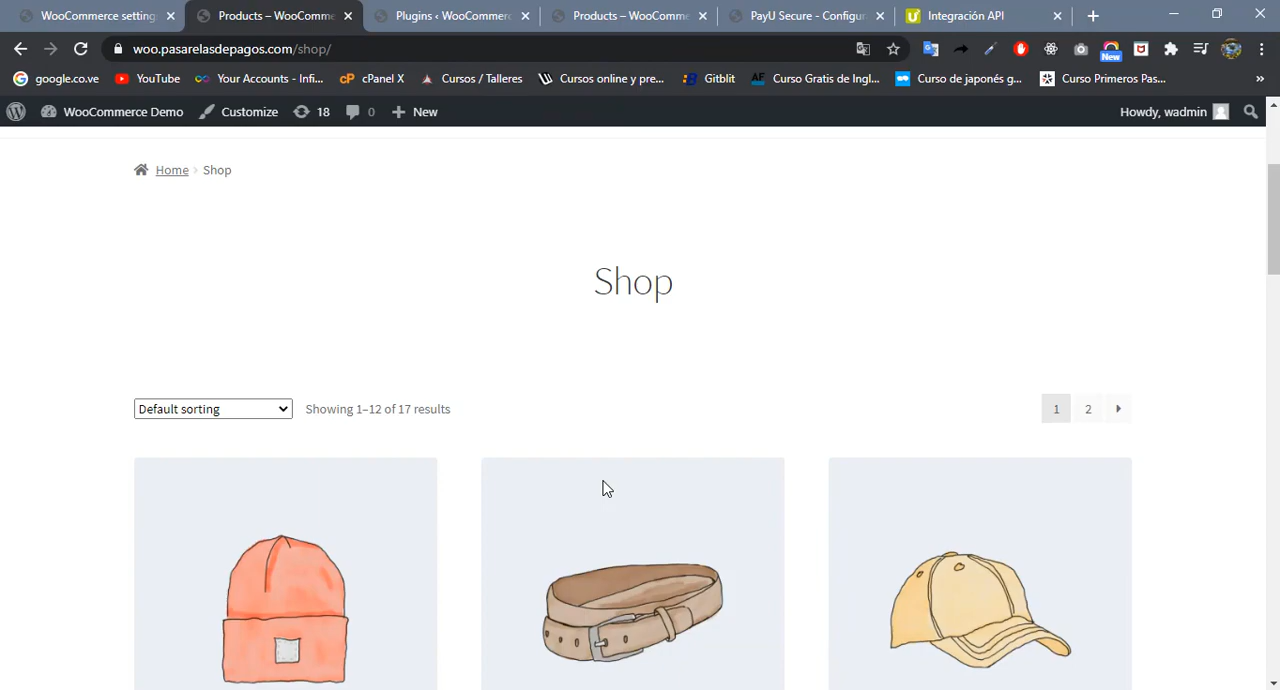 WooCommerce setting
Products – WooComme
Plugins ‹ WooCommerc
Products – WooComme
PayU Secure - Configur
Integración API
woo.pasarelasdepagos.com/shop/
New
google.co.ve
YouTube
Your Accounts - Infi...
cPanel X
Cursos / Talleres
Cursos online y pre...
Gitblit
Curso Gratis de Ingl...
Curso de japonés g...
Curso Primeros Pas...
»
WooCommerce Demo
Customize
18
0
New
Howdy, wadmin
Home
Shop
Shop
Default sorting
Showing 1–12 of 17 results
1
2